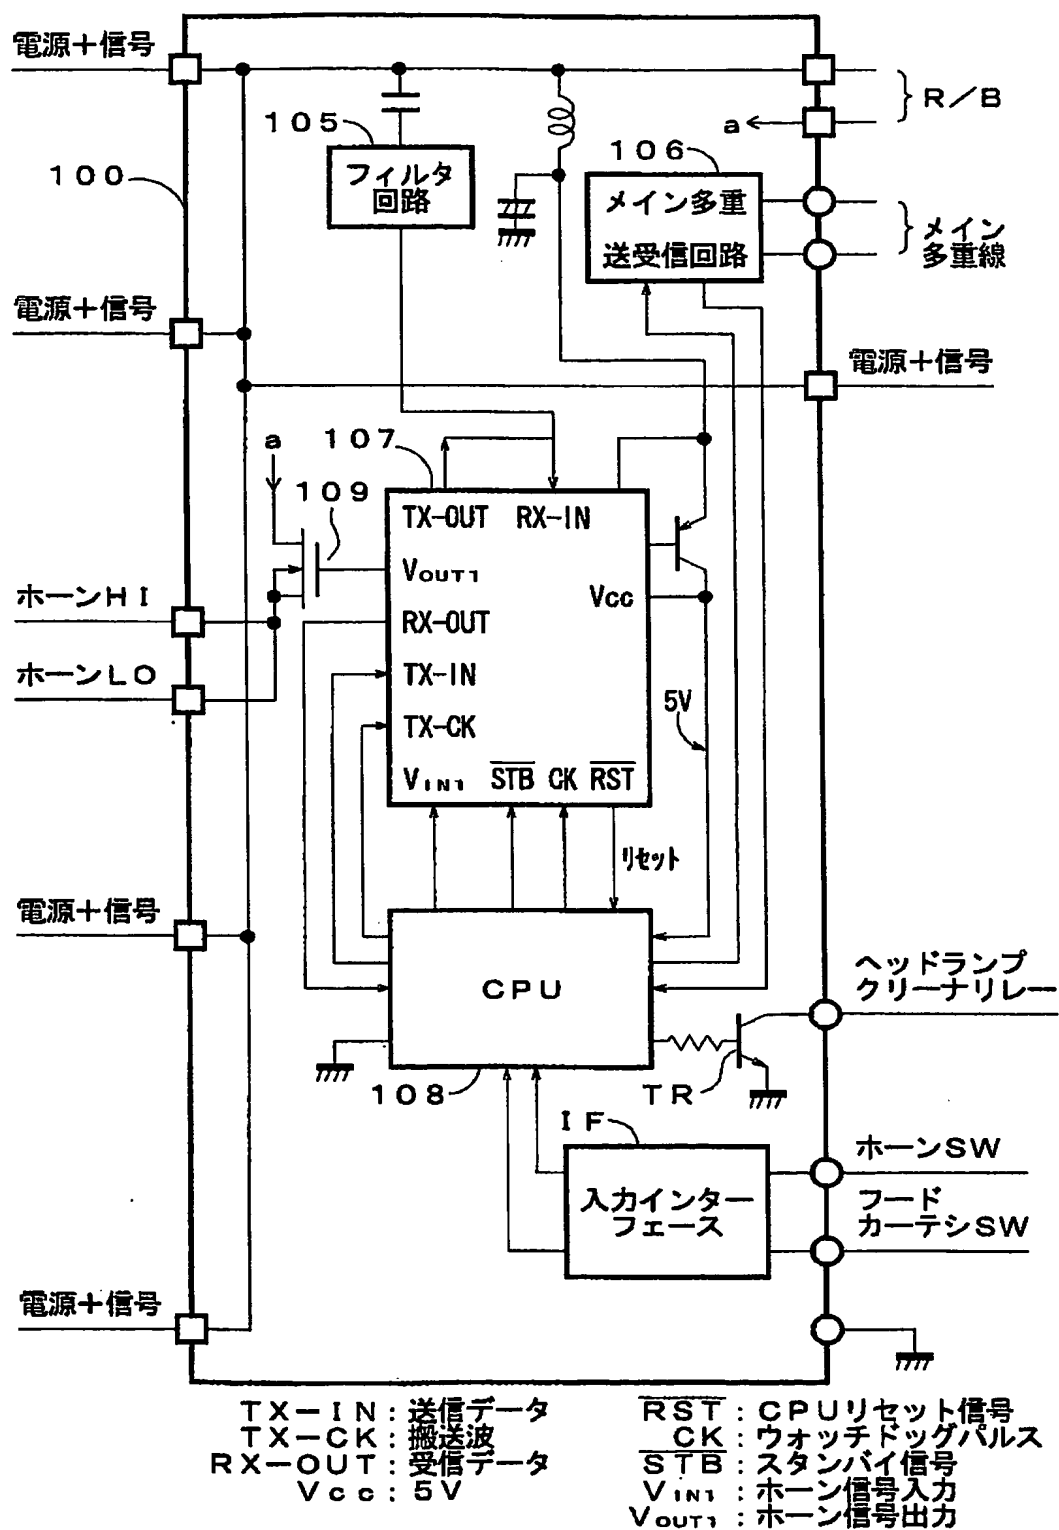 電源＋信号
R／B
a
105
106
100
フィルタ
回路
メイン多重
送受信回路
メイン
多重線
電源＋信号
電源＋信号
107
a
109
TX-OUT RX-IN
VOUT1
Vcc
ホーンHI
RX-OUT
ホーンLO
TX-IN
5V
TX-CK
VIN1 STB CK RST
リセット
電源＋信号
ヘッドランプ
クリーナリレー
CPU
108
TR
IF
ホーンSW
入力インター
フェース
フード
カーテシSW
電源＋信号
TX-IN：送信データ
TX-CK：搬送波
RX-OUT：受信データ
Vcc：5V
RST：CPUリセット信号
CK：ウォッチドッグパルス
STB：スタンバイ信号
VIN1：ホーン信号入力
VOUT1：ホーン信号出力